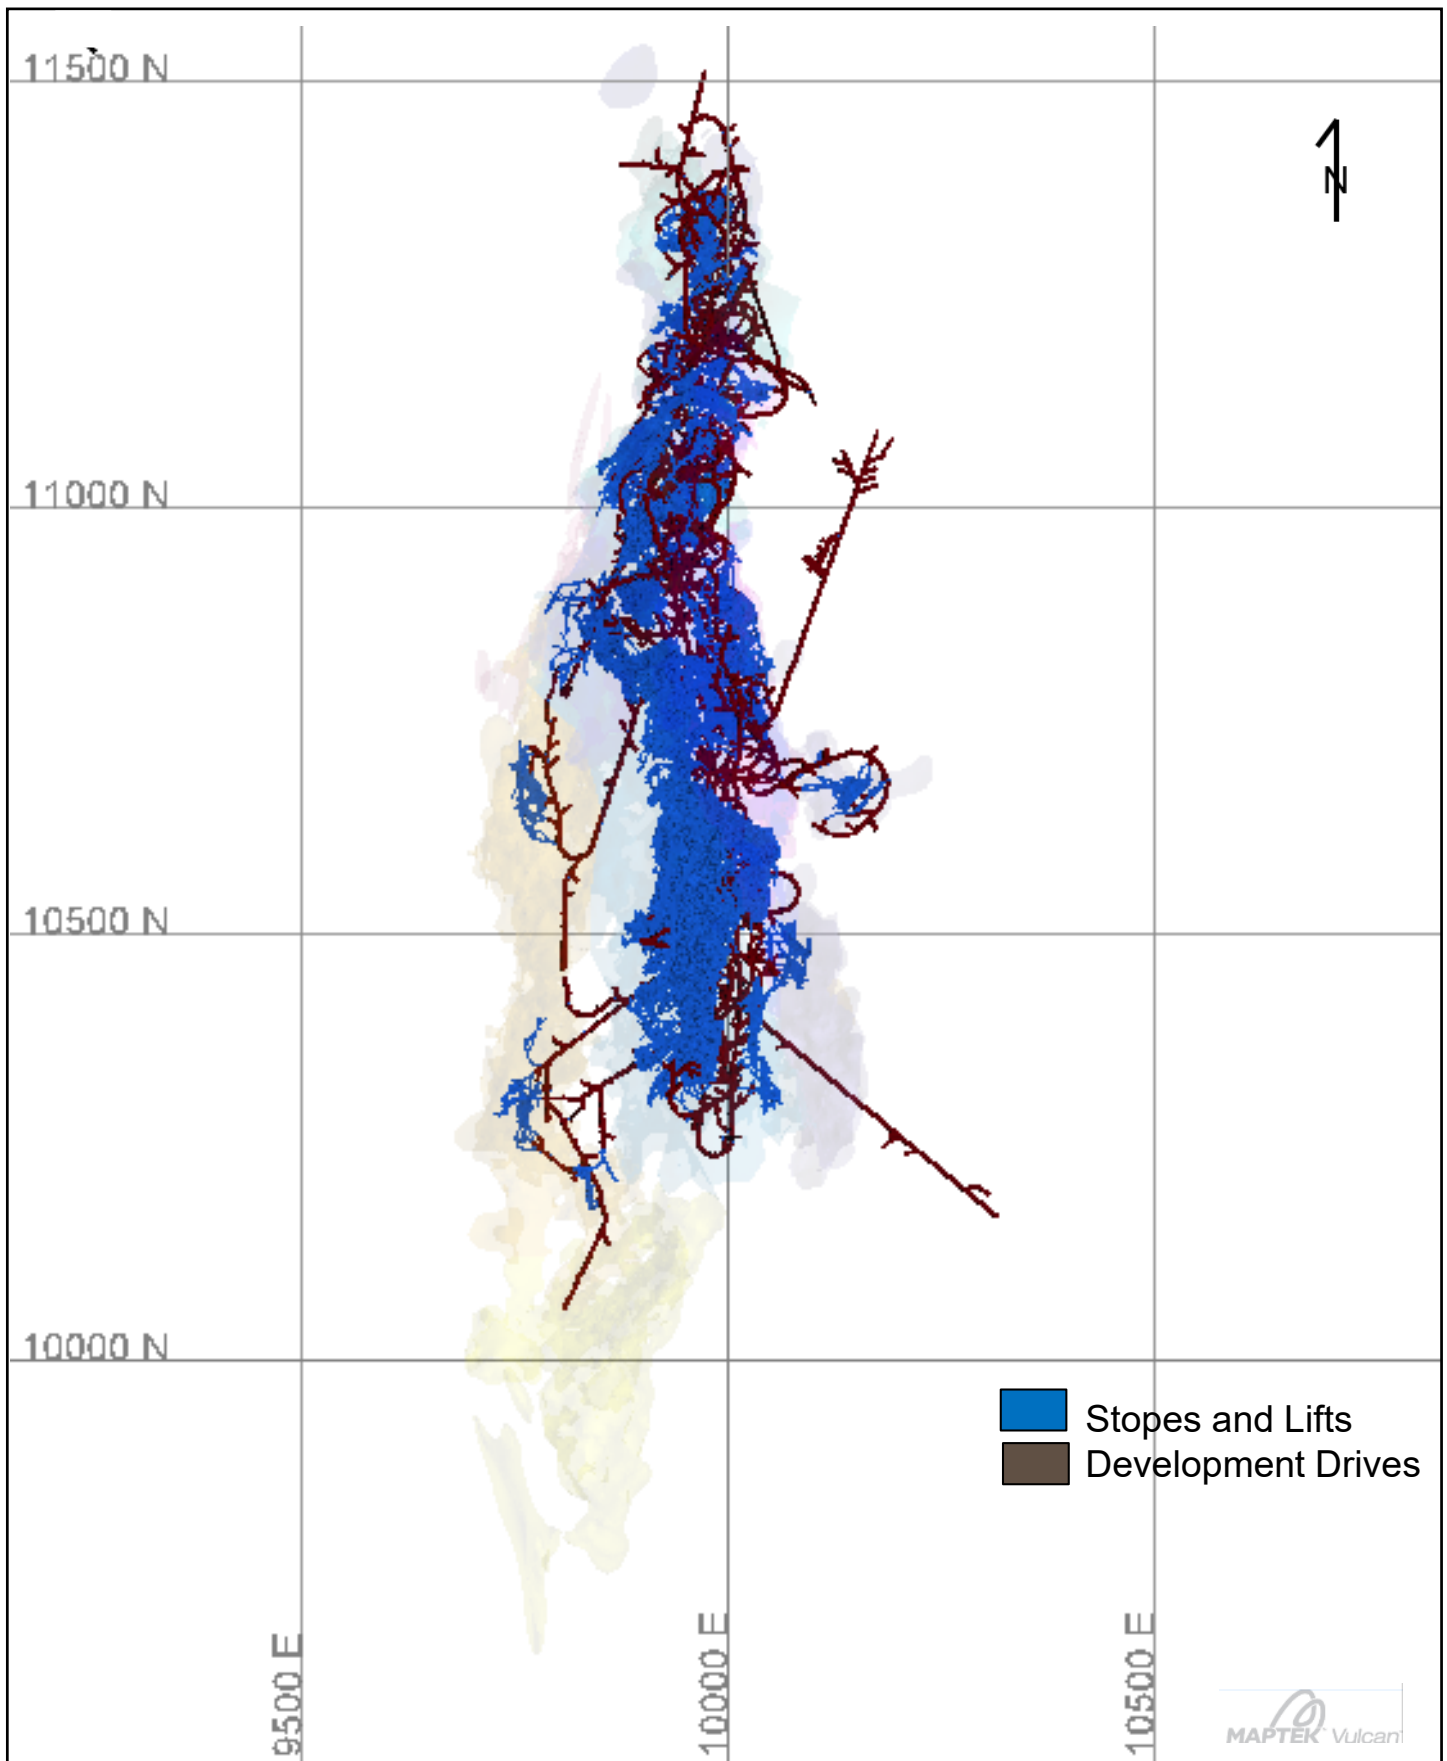 11500 N
N
11000 N
10500 N
10000 N
Stopes and Lifts
Development Drives
9500 E
10000 E
10500 E
MAPTEK Vulcan